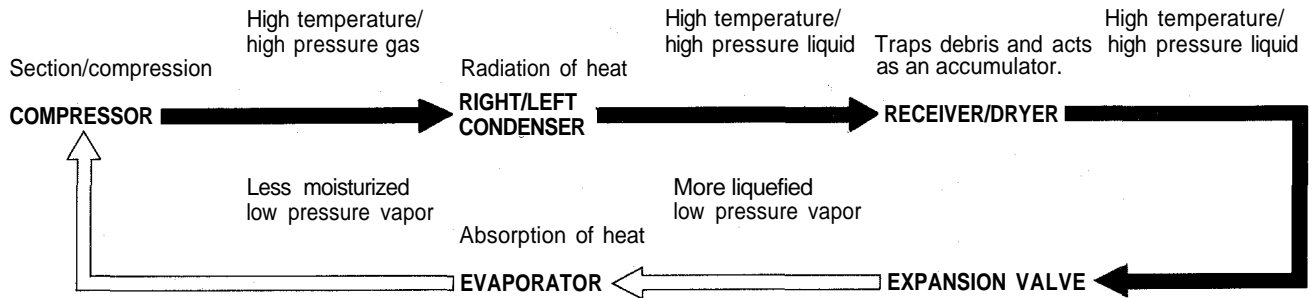 High temperature/
high pressure gas
High temperature/
high pressure liquid
High temperature/
high pressure liquid
Section/compression
Radiation of heat
Traps debris and acts
as an accumulator.
COMPRESSOR
RIGHT/LEFT
CONDENSER
RECEIVER/DRYER
Less moisturized
low pressure vapor
More liquefied
low pressure vapor
Absorption of heat
EVAPORATOR
EXPANSION VALVE